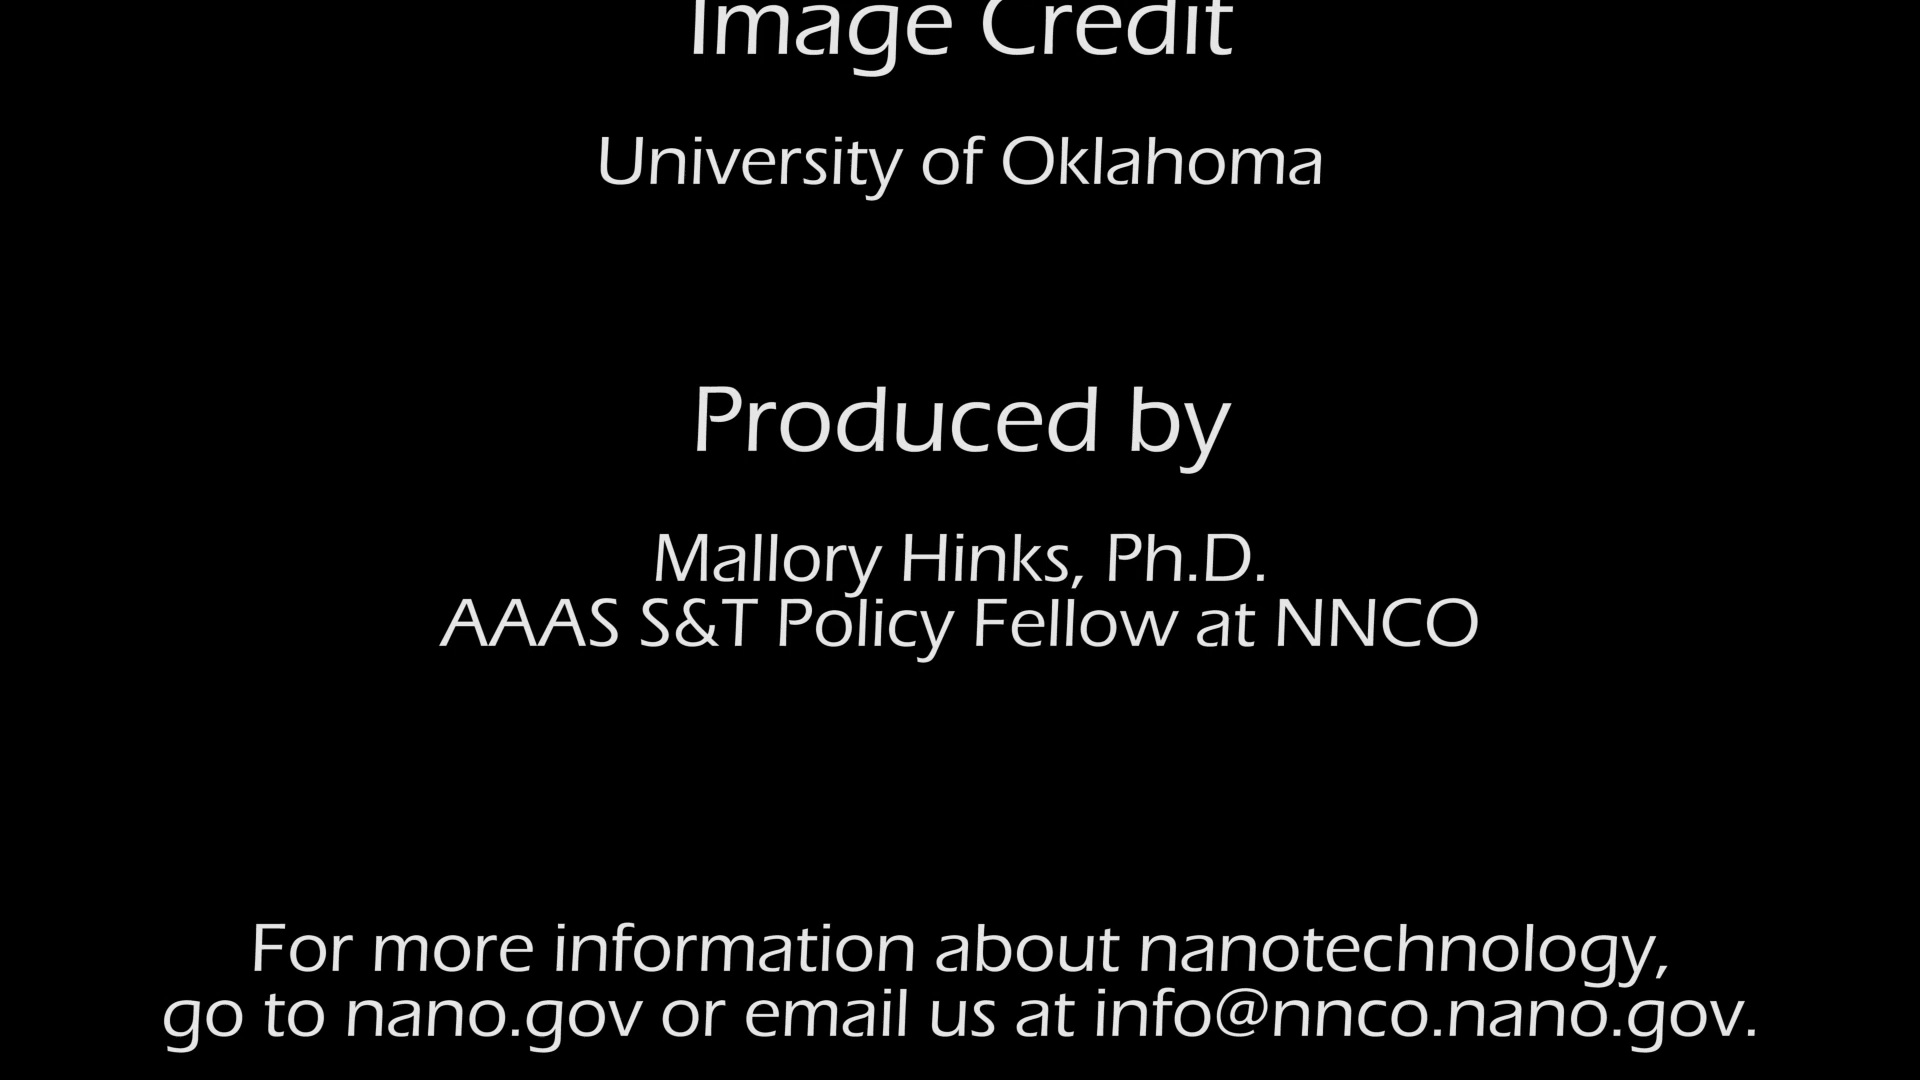 Image Credit
University of Oklahoma
Produced by
Mallory Hinks, Ph.D.
AAAS S&T Policy Fellow at NNCO
For more information about nanotechnology,
go to nano.gov or email us at info@nnco.nano.gov.